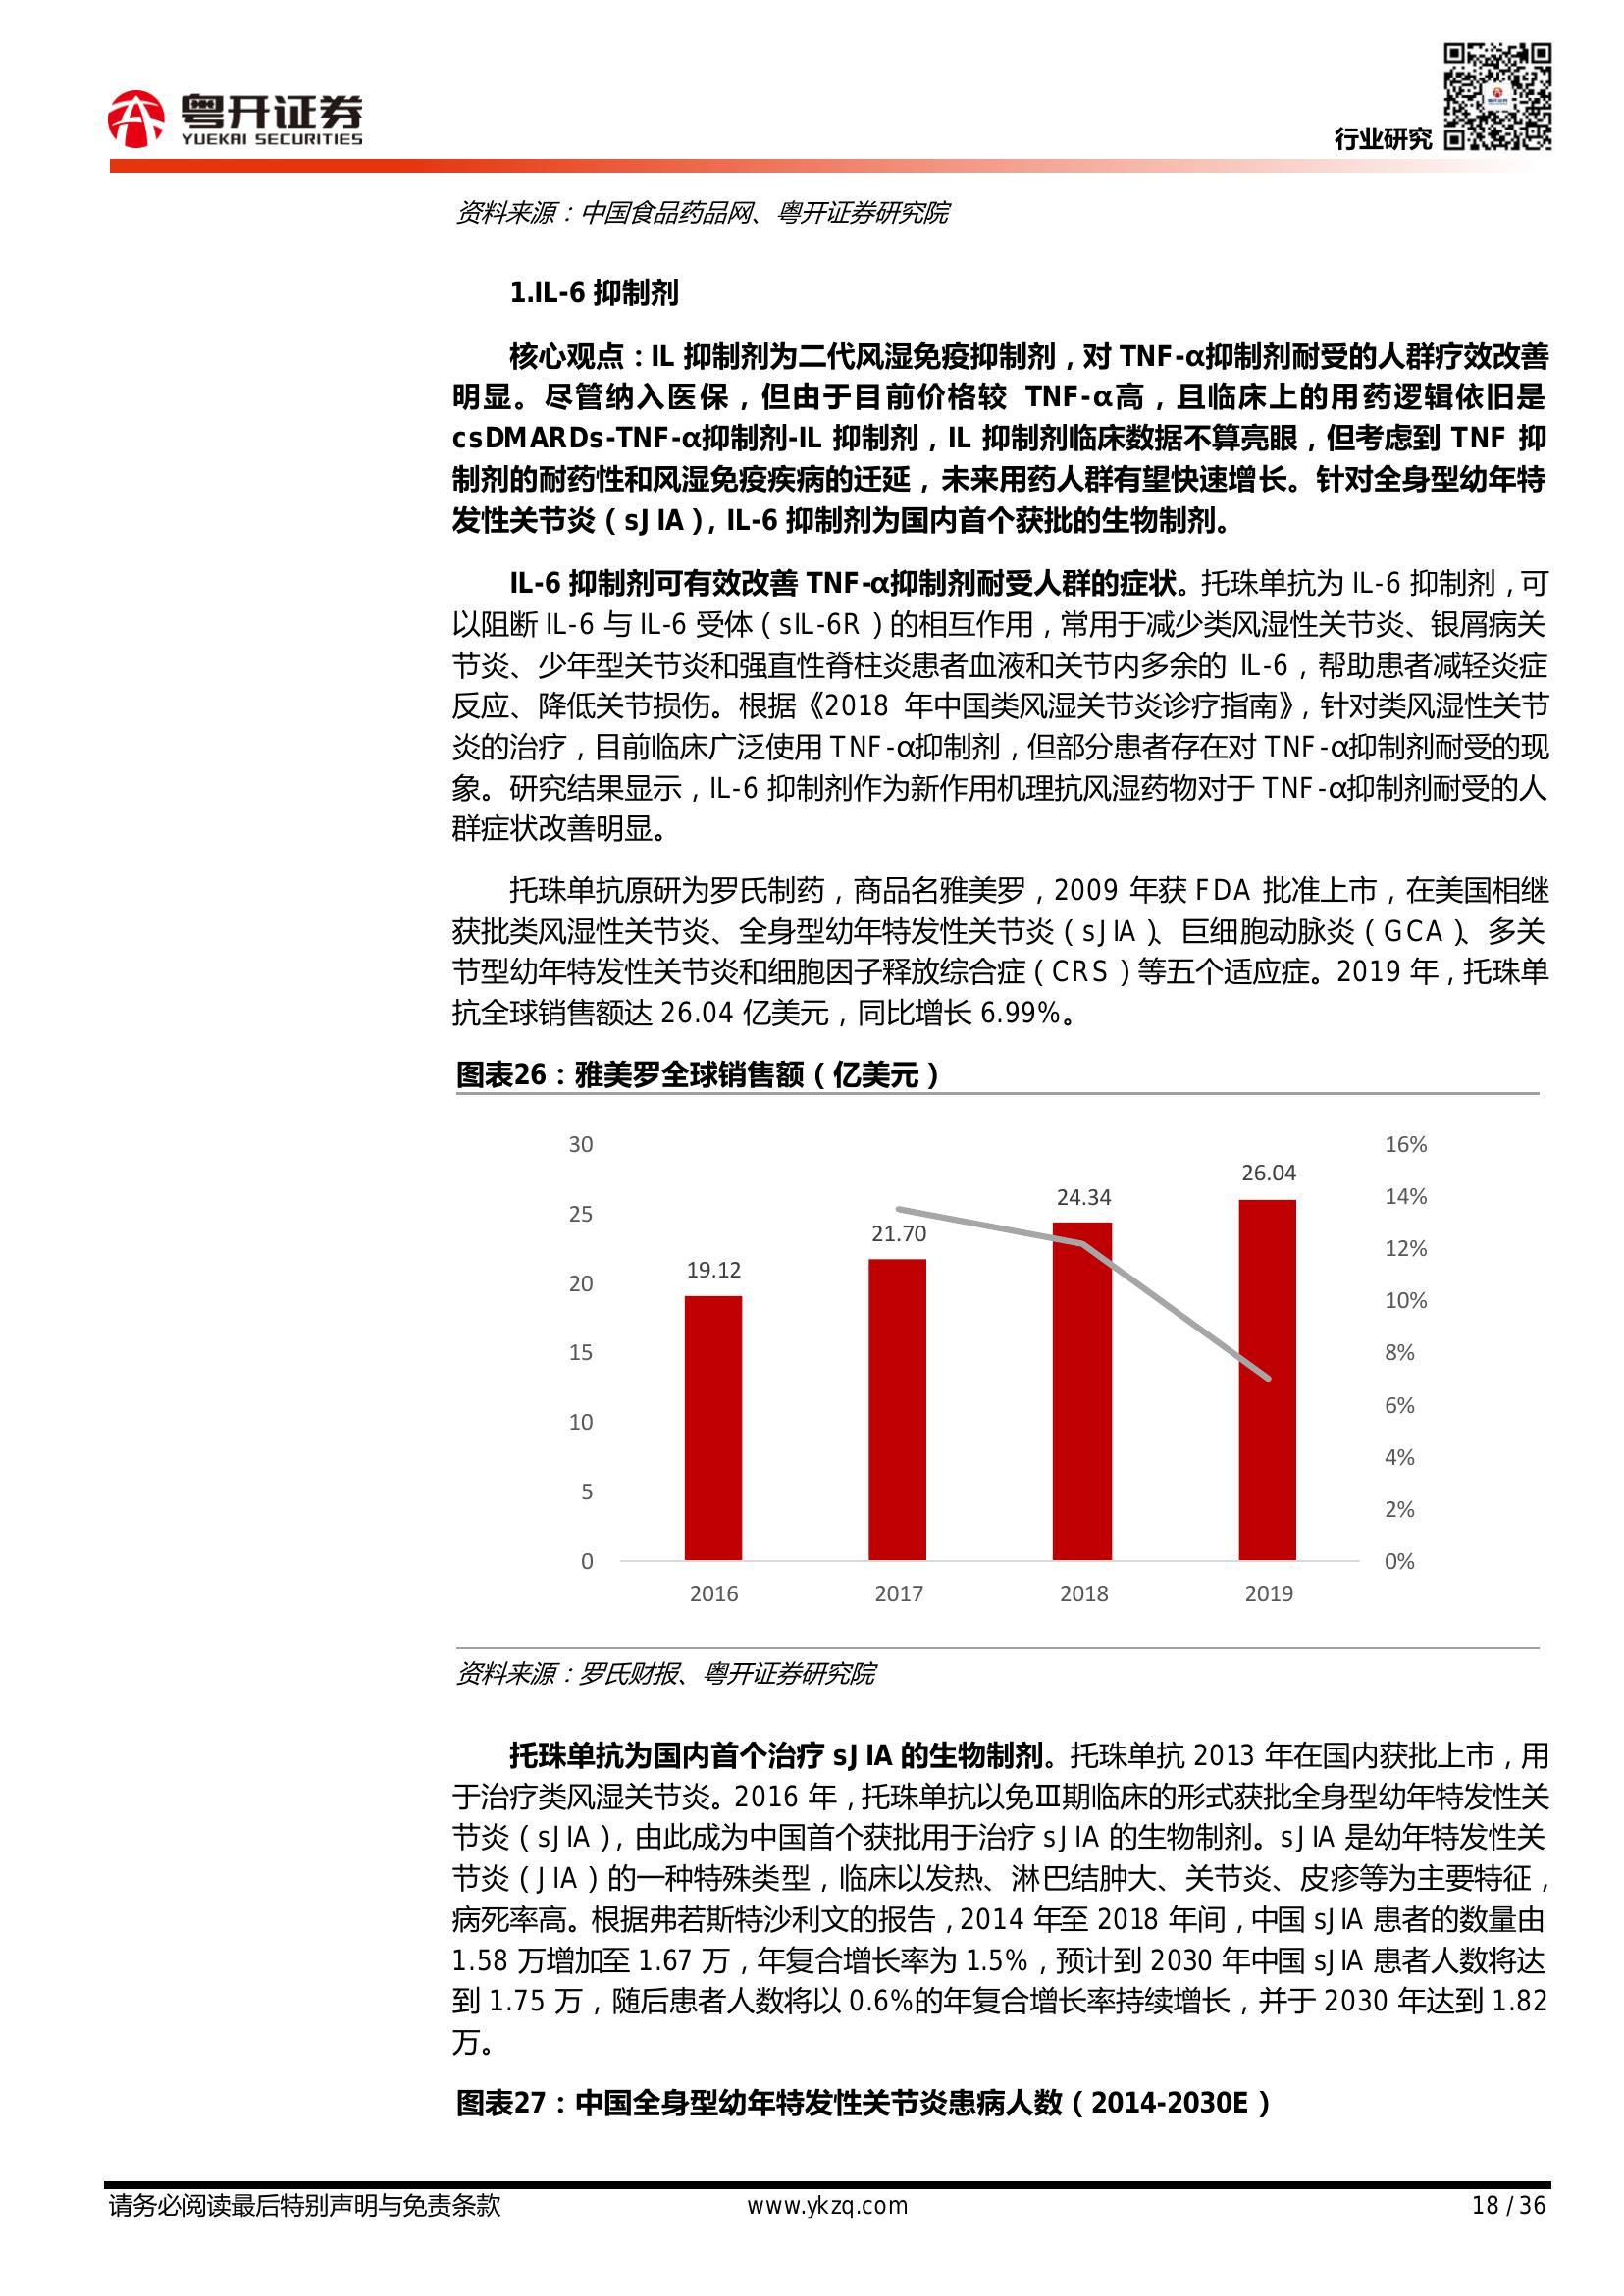 粤开证券
YUEKAI SECURITIES
行业研究
资料来源：中国食品药品网、粤开证券研究院
1.IL-6 抑制剂
核心观点：IL 抑制剂为二代风湿免疫抑制剂，对 TNF-α抑制剂耐受的人群疗效改善
明显。尽管纳入医保，但由于目前价格较 TNF-α高，且临床上的用药逻辑依旧是
csDMARDs-TNF-α抑制剂-IL 抑制剂，IL 抑制剂临床数据不算亮眼，但考虑到 TNF 抑
制剂的耐药性和风湿免疫疾病的迁延，未来用药人群有望快速增长。针对全身型幼年特
发性关节炎（sJIA），IL-6 抑制剂为国内首个获批的生物制剂。
IL-6 抑制剂可有效改善 TNF-α抑制剂耐受人群的症状。托珠单抗为 IL-6 抑制剂，可
以阻断 IL-6 与 IL-6 受体（sIL-6R）的相互作用，常用于减少类风湿性关节炎、银屑病关
节炎、少年型关节炎和强直性脊柱炎患者血液和关节内多余的 IL-6，帮助患者减轻炎症
反应、降低关节损伤。根据《2018 年中国类风湿关节炎诊疗指南》，针对类风湿性关节
炎的治疗，目前临床广泛使用 TNF-α抑制剂，但部分患者存在对 TNF-α抑制剂耐受的现
象。研究结果显示，IL-6 抑制剂作为新作用机理抗风湿药物对于 TNF-α抑制剂耐受的人
群症状改善明显。
托珠单抗原研为罗氏制药，商品名雅美罗，2009 年获 FDA 批准上市，在美国相继
获批类风湿性关节炎、全身型幼年特发性关节炎（sJIA）、巨细胞动脉炎（GCA）、多关
节型幼年特发性关节炎和细胞因子释放综合症（CRS）等五个适应症。2019 年，托珠单
抗全球销售额达 26.04 亿美元，同比增长 6.99%。
图表26：雅美罗全球销售额（亿美元）
30 16%
14%
25
12%
20
10%
15 8%
6%
10
4%
5
2%
0 0%
19.12 21.70 24.34 26.04
2016 2017 2018 2019
资料来源：罗氏财报、粤开证券研究院
托珠单抗为国内首个治疗 sJIA 的生物制剂。托珠单抗 2013 年在国内获批上市，用
于治疗类风湿关节炎。2016 年，托珠单抗以免Ⅲ期临床的形式获批全身型幼年特发性关
节炎（sJIA），由此成为中国首个获批用于治疗 sJIA 的生物制剂。sJIA 是幼年特发性关
节炎（JIA）的一种特殊类型，临床以发热、淋巴结肿大、关节炎、皮疹等为主要特征，
病死率高。根据弗若斯特沙利文的报告，2014 年至 2018 年间，中国 sJIA 患者的数量由
1.58 万增加至 1.67 万，年复合增长率为 1.5%，预计到 2030 年中国 sJIA 患者人数将达
到 1.75 万，随后患者人数将以 0.6%的年复合增长率持续增长，并于 2030 年达到 1.82
万。
图表27：中国全身型幼年特发性关节炎患病人数（2014-2030E）
请务必阅读最后特别声明与免责条款 www.ykzq.com 18 / 36